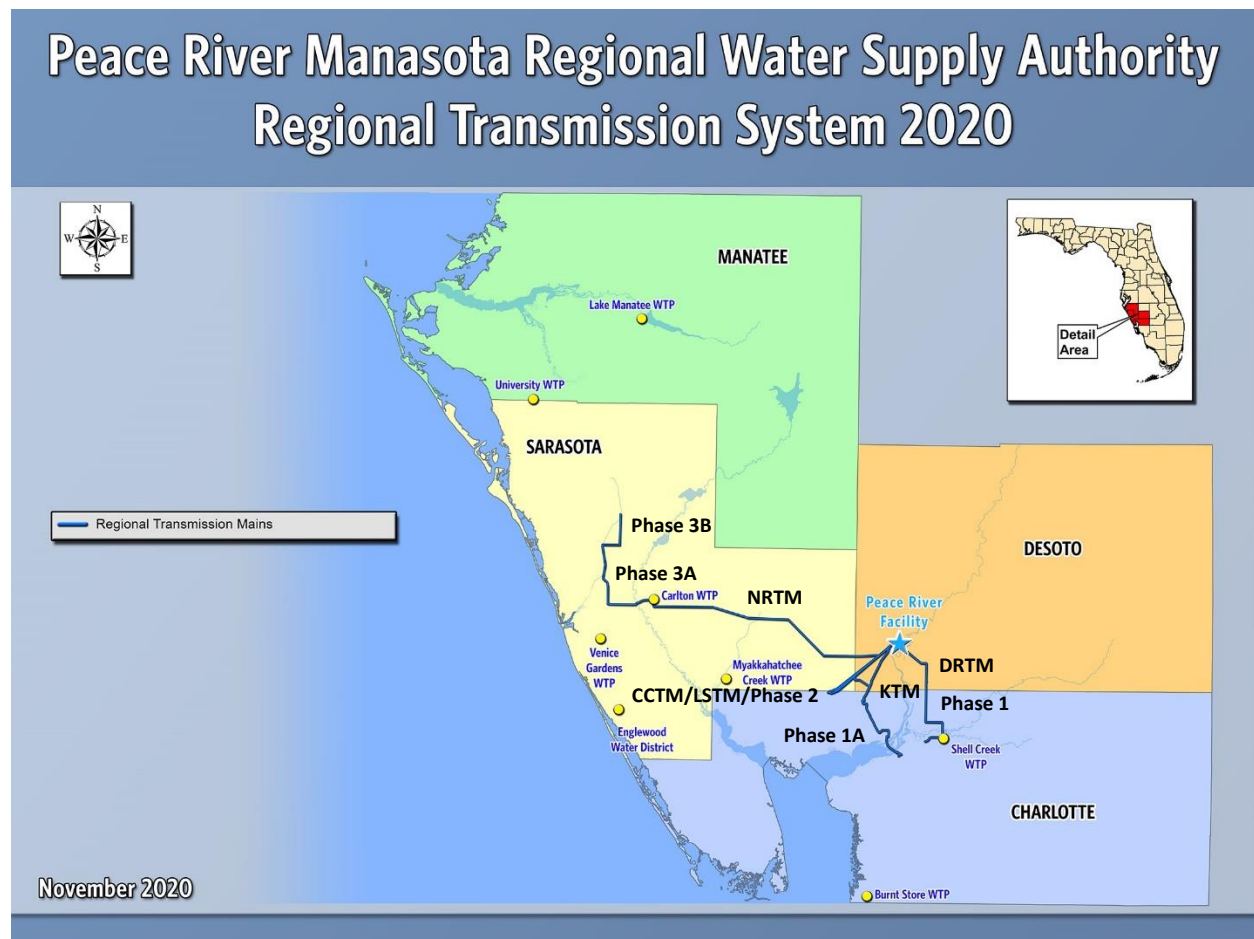 Peace River Manasota Regional Water Supply Authority
Regional Transmission System 2020
N
W
E
S
MANATEE
Lake Manatee WTP
Detail
Area
University WTP
SARASOTA
Regional Transmission Mains
Phase 3B
DESOTO
Phase 3A
Carlton WTP
NRTM
Peace River
Facility
Venice
Gardens
WTP
Myakkahatchee
Creek WTP
DRTM
CCTM/LSTM/Phase 2
KTM
Phase 1
Englewood
Water District
Phase 1A
Shell Creek
WTP
CHARLOTTE
November 2020
Burnt Store WTP